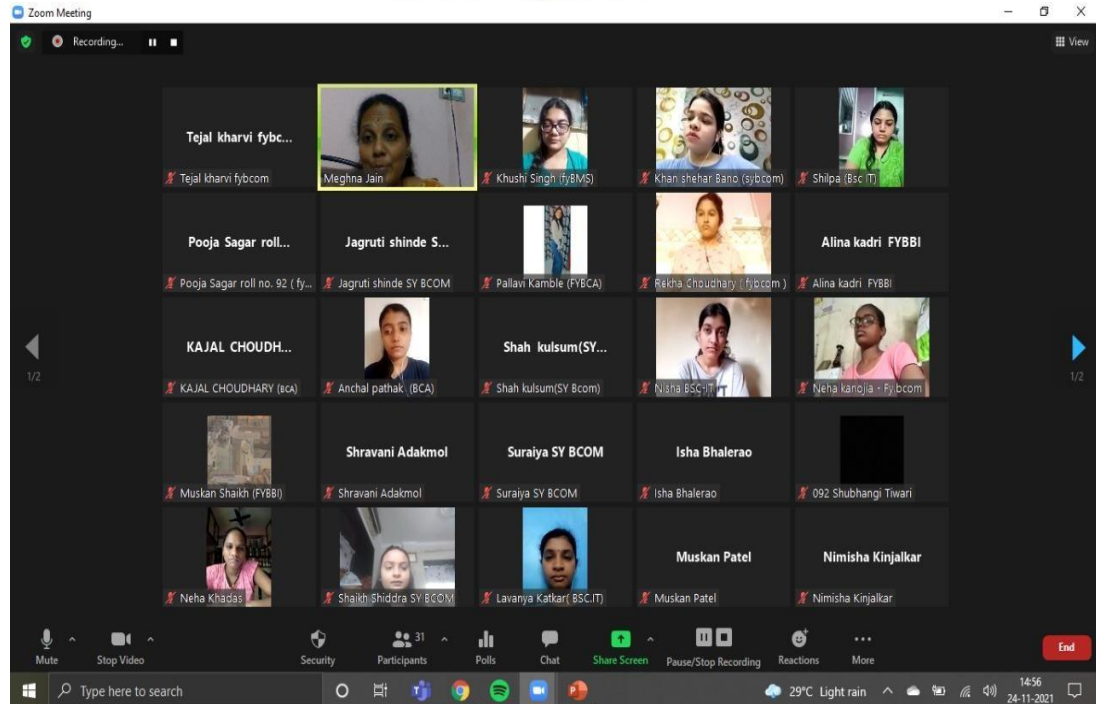 Zoom Meeting
Recording...
View
Tejal kharvi fybc...
Tejal kharvi fybcom
Meghna Jain
Khushi Singh (fyBMS)
Khan shehar Bano (sybcom)
Shilpa (Bsc IT)
Pooja Sagar roll...
Jagruti shinde S...
Alina kadri FYBBI
Pooja Sagar roll no. 92 ( fy...
Jagruti shinde SY BCOM
Pallavi Kamble (FYBCA)
Rekha Choudhary ( fybcom )
Alina kadri FYBBI
KAJAL CHOUDH...
Shah kulsum(SY...
1/2
1/2
KAJAL CHOUDHARY (BCA)
Anchal pathak (BCA)
Shah kulsum(SY Bcom)
Nisha BSC-IT
Neha kanojia - Fy.bcom
Shravani Adakmol
Suraiya SY BCOM
Isha Bhalerao
Muskan Shaikh (FYBBI)
Shravani Adakmol
Suraiya SY BCOM
Isha Bhalerao
092 Shubhangi Tiwari
Muskan Patel
Nimisha Kinjalkar
Neha Khadas
Shaikh Shiddra SY BCOM
Lavanya Katkar( BSC.IT)
Muskan Patel
Nimisha Kinjalkar
31
Mute
Stop Video
Security
Participants
Polls
Chat
Share Screen
Pause/Stop Recording
Reactions
More
End
Type here to search
29°C Light rain
14:56
24-11-2021